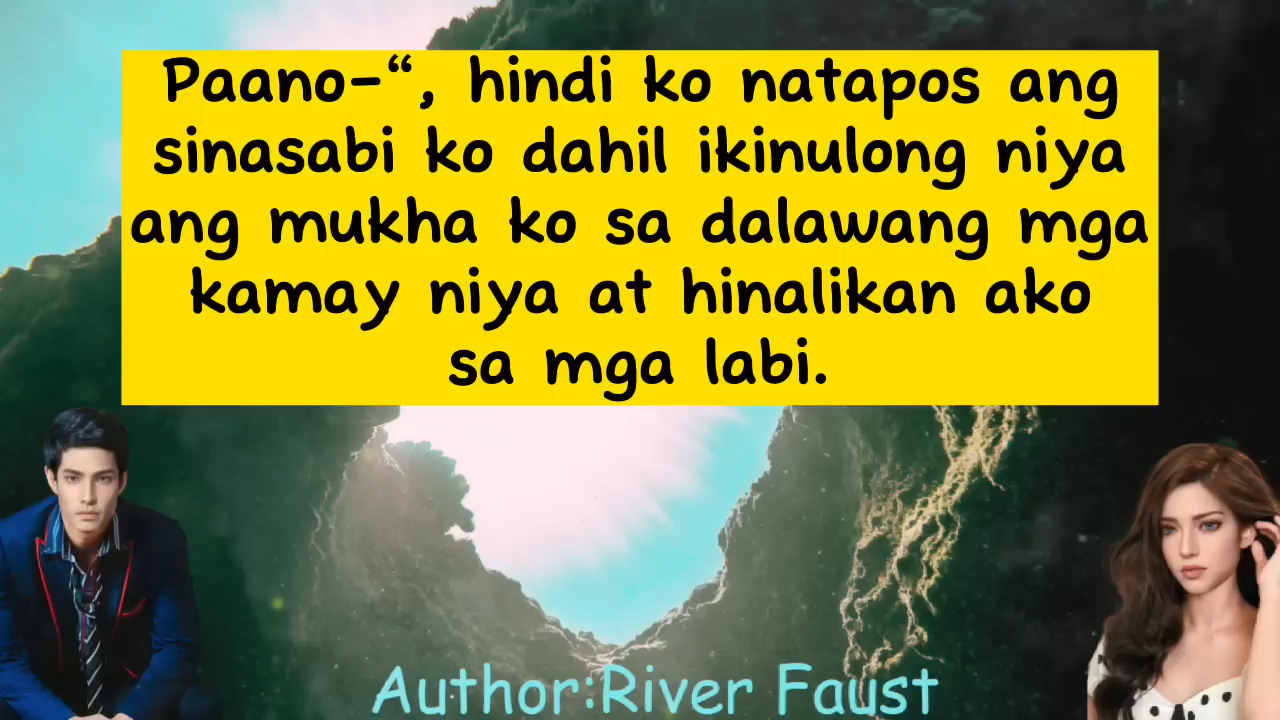 Paano-“, hindi ko natapos ang
sinasabi ko dahil ikinulong niya
ang mukha ko sa dalawang mga
kamay niya at hinalikan ako
sa mga labi.
Author:River Faust